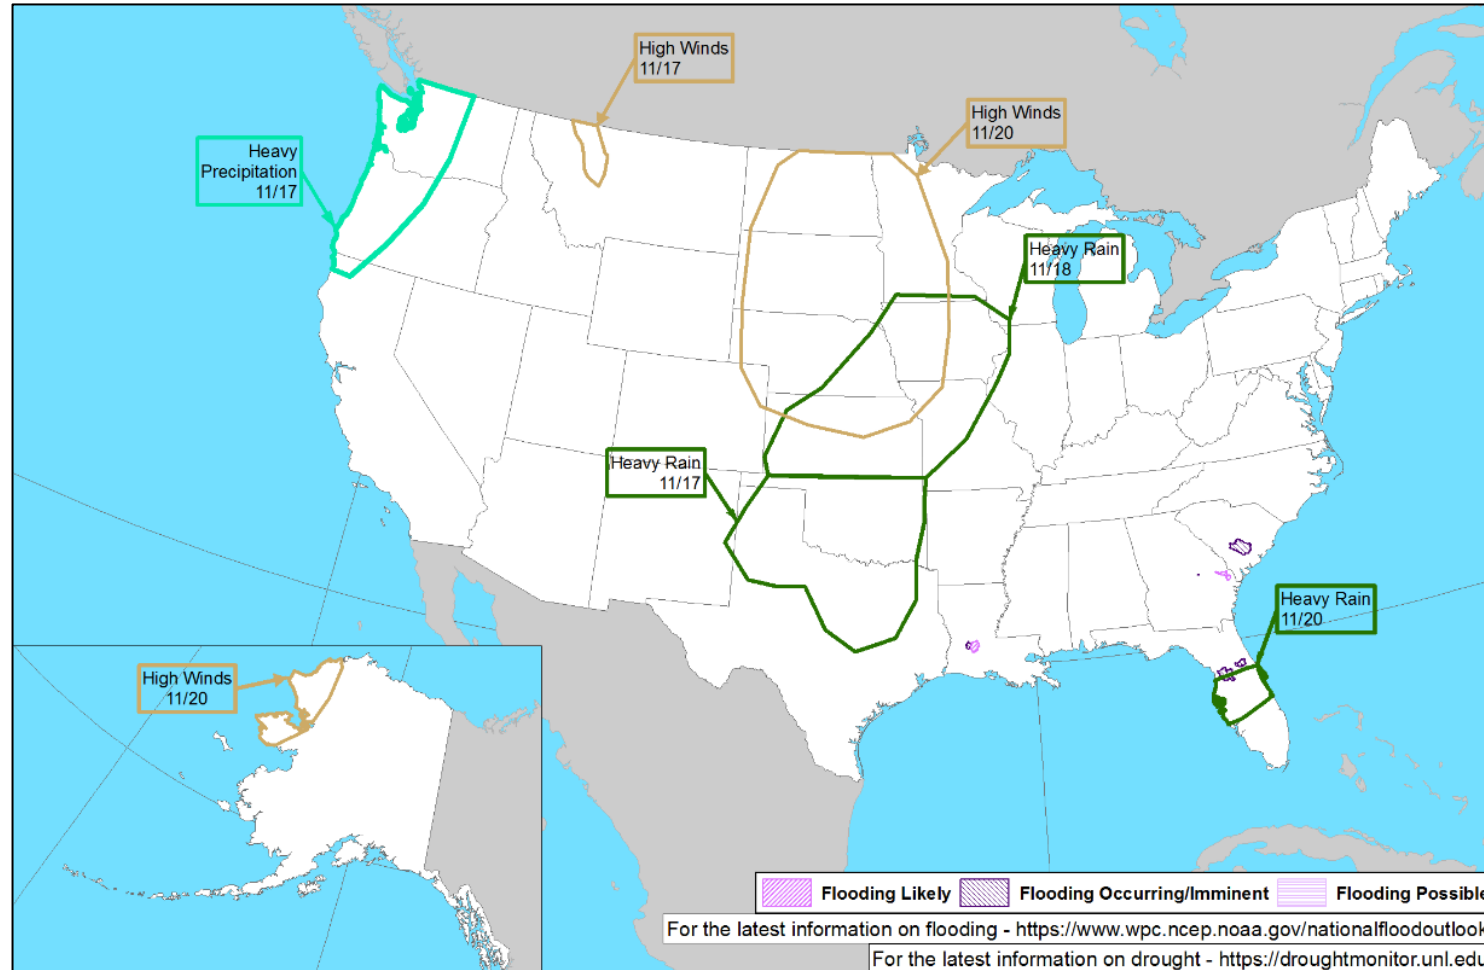 High Winds
11/17
High Winds
11/20
Heavy
Precipitation
11/17
Heavy Rain
11/18
Heavy Rain
11/17
Heavy Rain
11/20
High Winds
11/20
Flooding Likely Flooding Occurring/Imminent Flooding Possible
For the latest information on flooding - https://www.wpc.ncep.noaa.gov/nationalfloodoutlook
For the latest information on drought - https://droughtmonitor.unl.edu